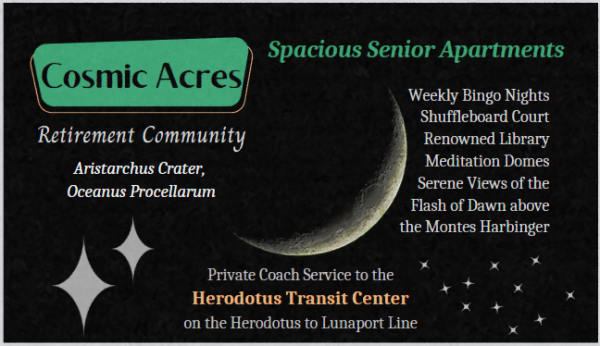 Cosmic Acres
Retirement Community
Aristarchus Crater,
Oceanus Procellarum
Spacious Senior Apartments
Weekly Bingo Nights
Shuffleboard Court
Renowned Library
Meditation Domes
Serene Views of the
Flash of Dawn above
the Montes Harbinger
Private Coach Service to the
Herodotus Transit Center
on the Herodotus to Lunaport Line